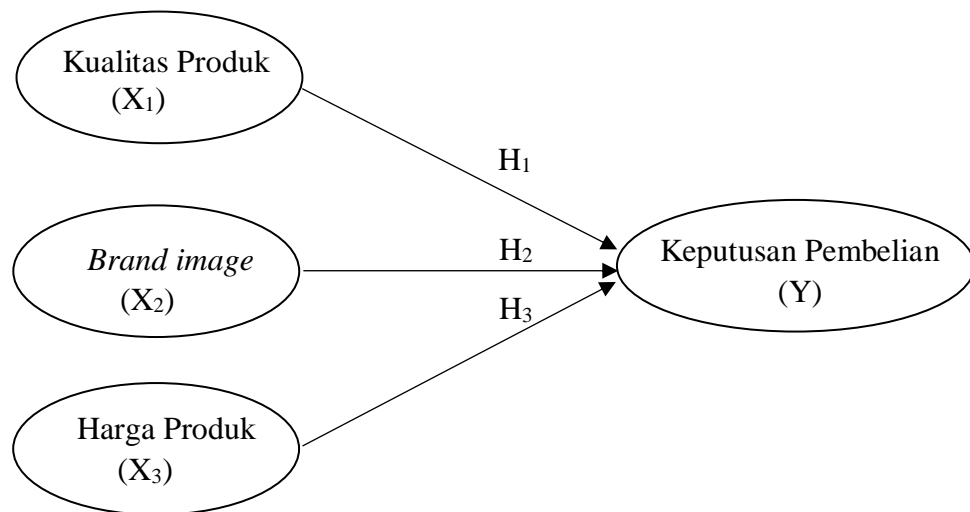 Kualitas Produk
(X₁)
H₁
Brand image
(X₂)
H₂
Keputusan Pembelian
(Y)
H₃
Harga Produk
(X₃)